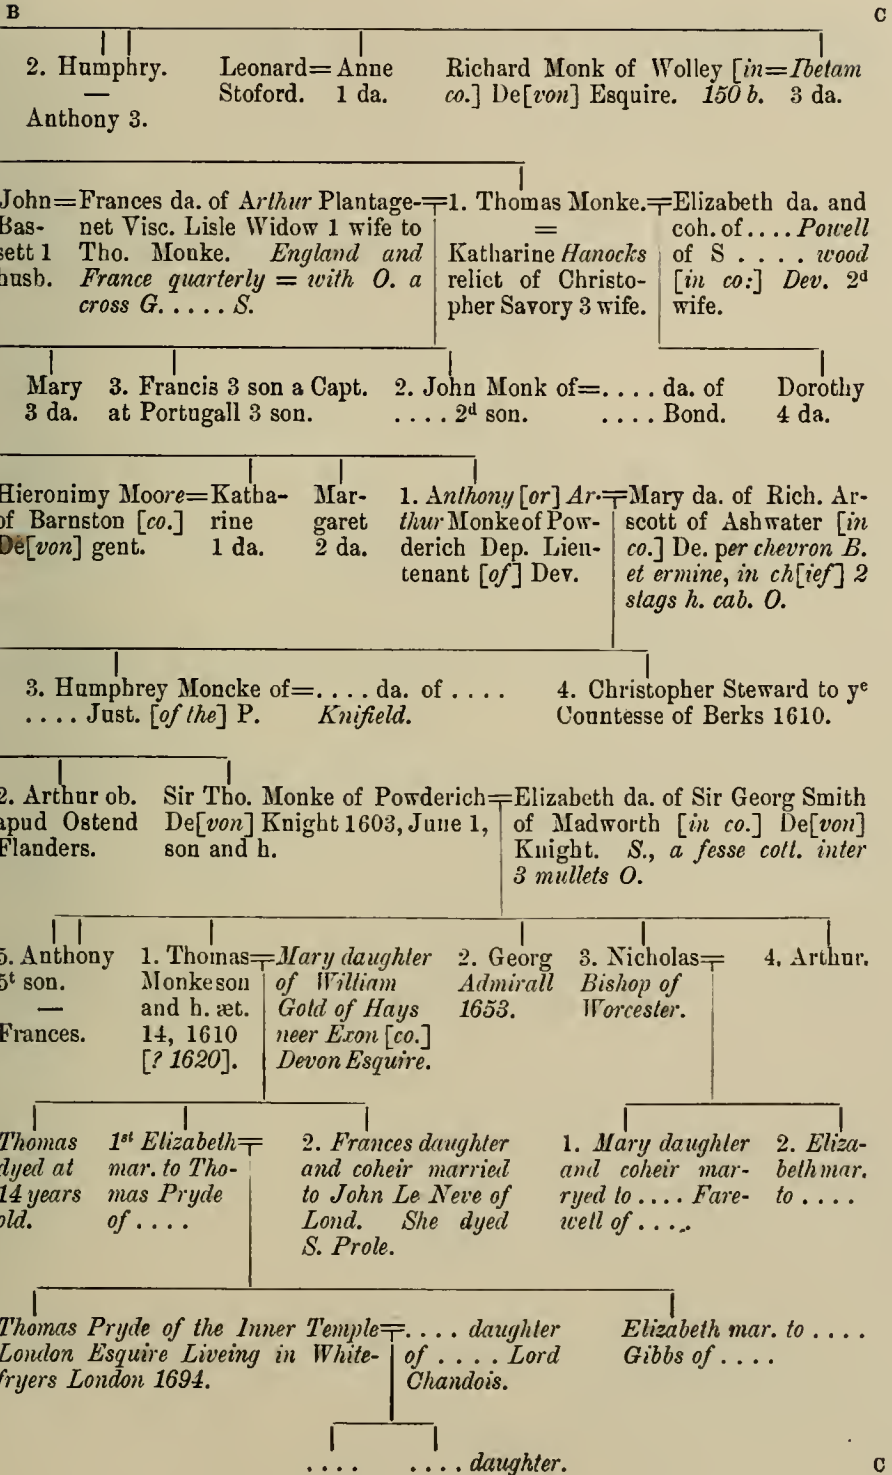 B C
2. Humphry.
—
Anthony 3.
Leonard=Anne
Stoford. 1 da.
Richard Monk of Wolley [in=Ibetam
co.] De[von] Esquire. 150 b. 3 da.
John=Frances da. of Arthur Plantage-
Bas- net Visc. Lisle Widow 1 wife to
sett 1 Tho. Monke. England and
husb. France quarterly = with O. a
cross G. . . . . S.
1. Thomas Monke.
=
Katharine Hanocks
relict of Christo-
pher Savory 3 wife.
Elizabeth da. and
coh. of . . . . Powell
of S . . . . wood
[in co:] Dev. 2d
wife.
Mary
3 da.
3. Francis 3 son a Capt.
at Portugall 3 son.
2. John Monk of=. . . . da. of
. . . . 2d son. . . . . Bond.
Dorothy
4 da.
Hieronimy Moore=Katha-
of Barnston [co.] rine
De[von] gent. 1 da.
Mar-
garet
2 da.
1. Anthony [or] Ar-
thur Monke of Pow-
derich Dep. Lieu-
tenant [of] Dev.
Mary da. of Rich. Ar-
scott of Ashwater [in
co.] De. per chevron B.
et ermine, in ch[ief] 2
stags h. cab. O.
3. Humphrey Moncke of=. . . . da. of . . . .
. . . . Just. [of the] P. Knifield.
4. Christopher Steward to ye
Countesse of Berks 1610.
2. Arthur ob.
apud Ostend
Flanders.
Sir Tho. Monke of Powderich
De[von] Knight 1603, June 1,
son and h.
Elizabeth da. of Sir Georg Smith
of Madworth [in co.] De[von]
Knight. S., a fesse cott. inter
3 mullets O.
5. Anthony
5t son.
—
Frances.
1. Thomas
Monke son
and h. æt.
14, 1610
[? 1620].
Mary daughter
of William
Gold of Hays
neer Exon [co.]
Devon Esquire.
2. Georg
Admirall
1653.
3. Nicholas
Bishop of
Worcester.
4. Arthur.
Thomas
dyed at
14 years
old.
1st Elizabeth
mar. to Tho-
mas Pryde
of . . . .
2. Frances daughter
and coheir married
to John Le Neve of
Lond. She dyed
S. Prole.
1. Mary daughter
and coheir mar-
ryed to . . . . Fare-
well of . . . .
2. Eliza-
beth mar.
to . . . .
Thomas Pryde of the Inner Temple
London Esquire Liveing in White-
fryers London 1694.
. . . . daughter
of . . . . Lord
Chandois.
Elizabeth mar. to . . . .
Gibbs of . . . .
. . . . . . . . daughter.
C